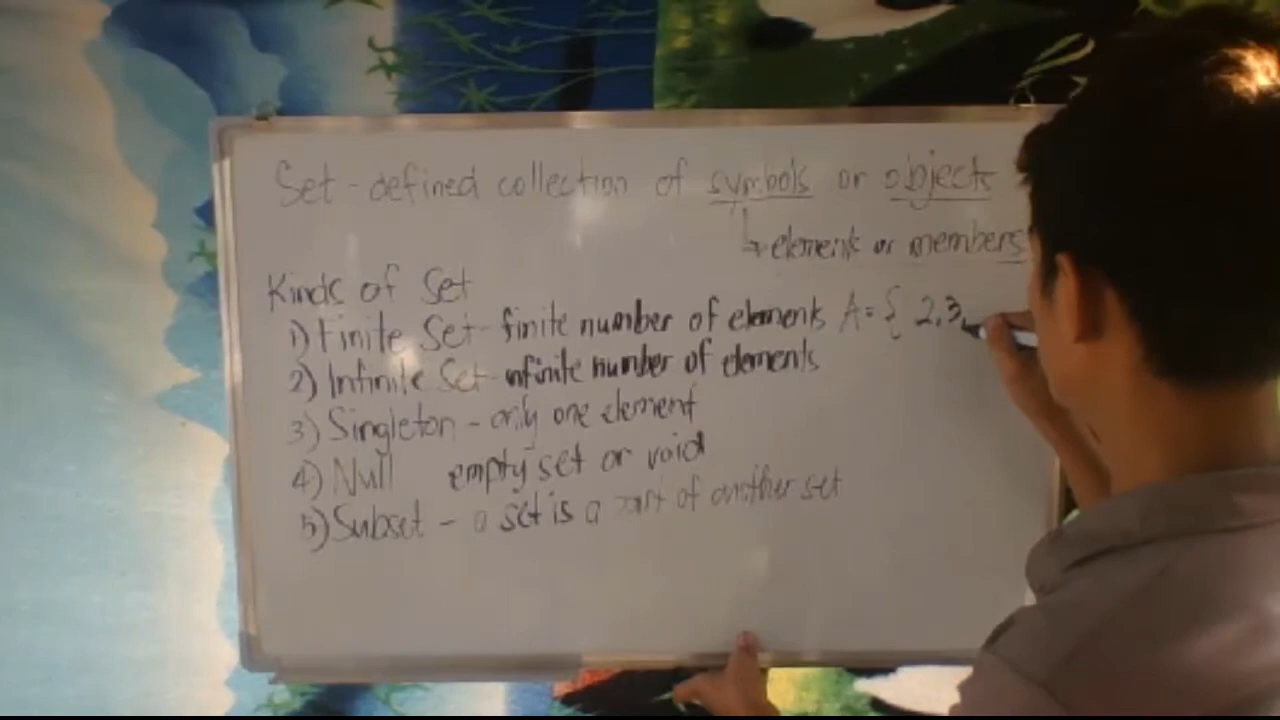 Set - defined collection of symbols or objects
↳ elements or members
Kinds of Set
1) Finite Set - finite number of elements A = { 2, 3,
2) Infinite Set - infinite number of elements
3) Singleton - only one element
4) Null empty set or void
5) Subset - a set is a part of another set